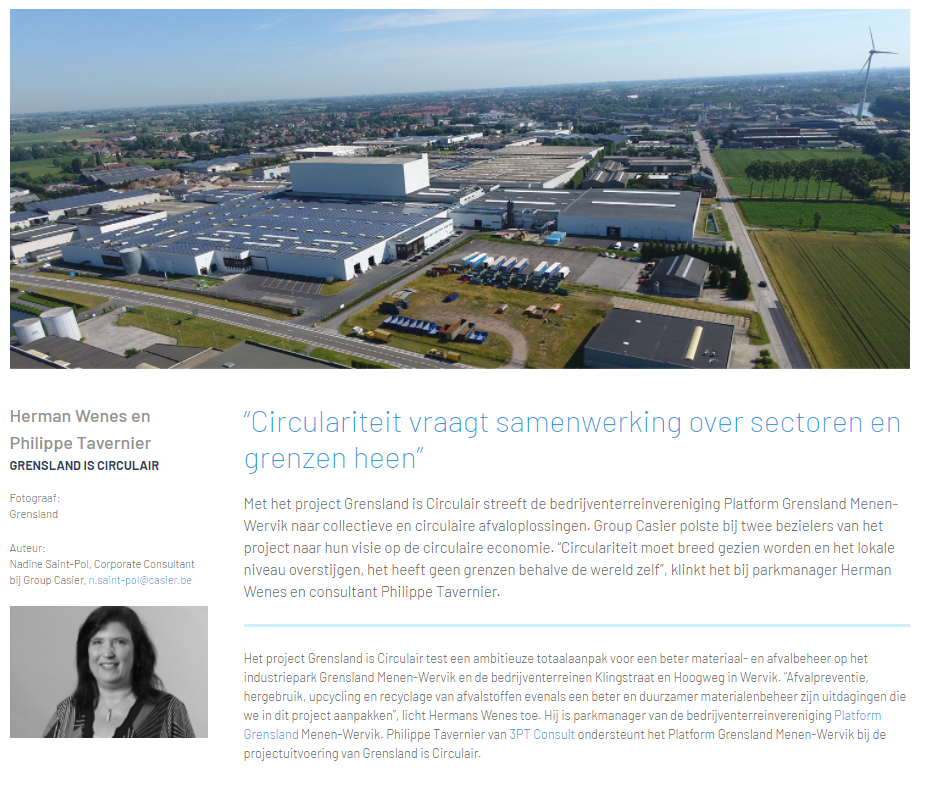 Herman Wenes en
Philippe Tavernier
GRENSLAND IS CIRCULAIR
Fotograaf:
Grensland
Auteur:
Nadine Saint-Pol, Corporate Consultant
bij Group Casier, n.saint-pol@casier.be
“Circulariteit vraagt samenwerking over sectoren en
grenzen heen”
Met het project Grensland is Circulair streeft de bedrijventerreinvereniging Platform Grensland Menen-
Wervik naar collectieve en circulaire afvaloplossingen. Group Casier polste bij twee bezielers van het
project naar hun visie op de circulaire economie. “Circulariteit moet breed gezien worden en het lokale
niveau overstijgen, het heeft geen grenzen behalve de wereld zelf”, klinkt het bij parkmanager Herman
Wenes en consultant Philippe Tavernier.
Het project Grensland is Circulair test een ambitieuze totaalaanpak voor een beter materiaal- en afvalbeheer op het
industriepark Grensland Menen-Wervik en de bedrijventerreinen Klingstraat en Hoogweg in Wervik. “Afvalpreventie,
hergebruik, upcycling en recyclage van afvalstoffen evenals een beter en duurzamer materialenbeheer zijn uitdagingen die
we in dit project aanpakken”, licht Hermans Wenes toe. Hij is parkmanager van de bedrijventerreinvereniging Platform
Grensland Menen-Wervik. Philippe Tavernier van 3PT Consult ondersteunt het Platform Grensland Menen-Wervik bij de
projectuitvoering van Grensland is Circulair.